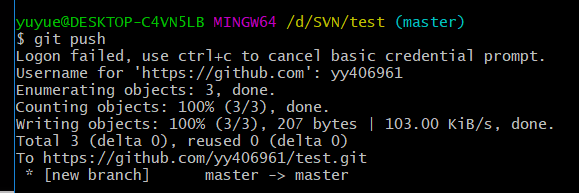 yuyue@DESKTOP-C4VN5LB MINGW64 /d/SVN/test (master)
$ git push
Logon failed, use ctrl+c to cancel basic credential prompt.
Username for 'https://github.com': yy406961
Enumerating objects: 3, done.
Counting objects: 100% (3/3), done.
Writing objects: 100% (3/3), 207 bytes | 103.00 KiB/s, done.
Total 3 (delta 0), reused 0 (delta 0)
To https://github.com/yy406961/test.git
 * [new branch]      master -> master